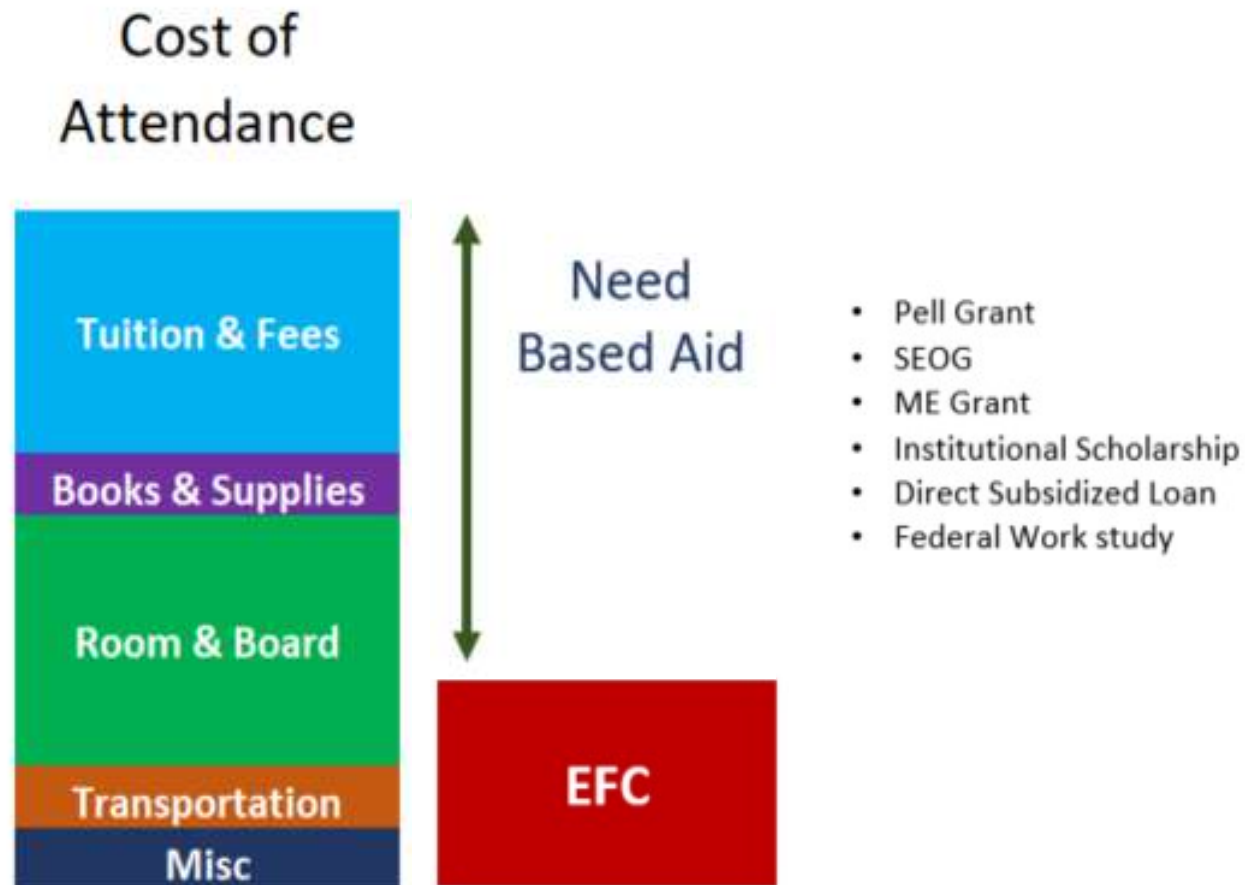 Cost of
Attendance
Tuition & Fees
Books & Supplies
Room & Board
Transportation
Misc
Need
Based Aid
EFC
• Pell Grant
• SEOG
• ME Grant
• Institutional Scholarship
• Direct Subsidized Loan
• Federal Work study